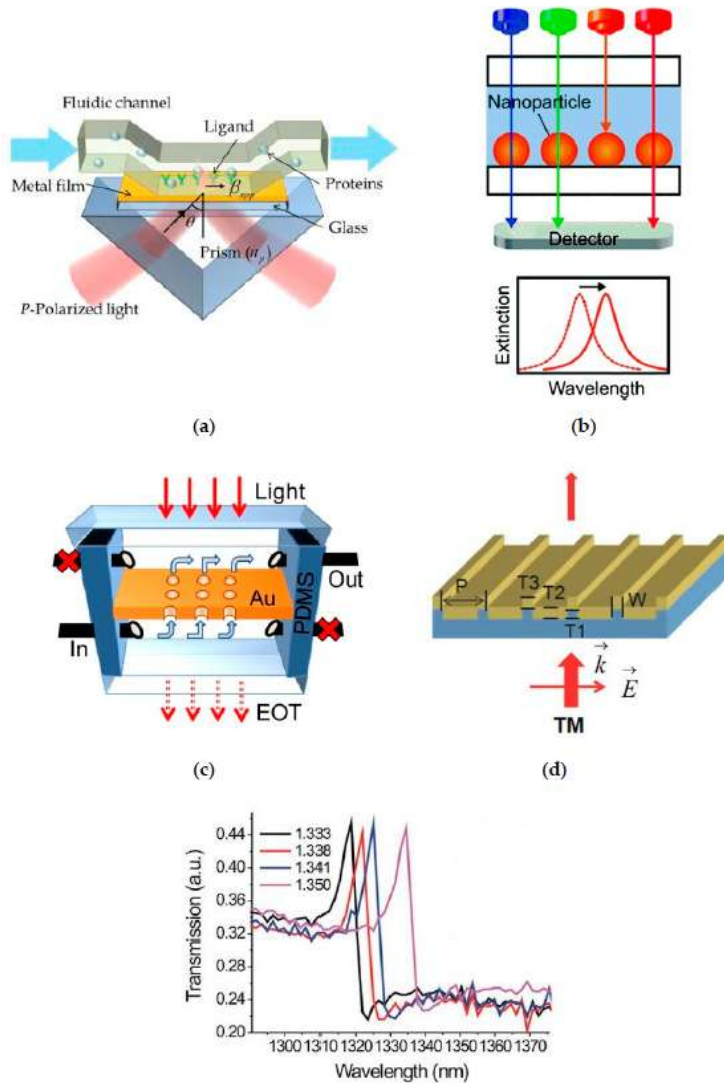 Fluidic channel
Ligand
β_spp
Metal film
Proteins
θ
Glass
Prism (n_p)
P-Polarized light
(a)
Nanoparticle
Detector
Extinction
Wavelength
(b)
Light
Out
Au
PDMS
In
EOT
(c)
P
T3
T2
W
T1
k
E
TM
(d)
Transmission (a.u.)
0.44
0.40
0.36
0.32
0.28
0.24
0.20
1.333
1.338
1.341
1.350
1300 1310 1320 1330 1340 1350 1360 1370
Wavelength (nm)